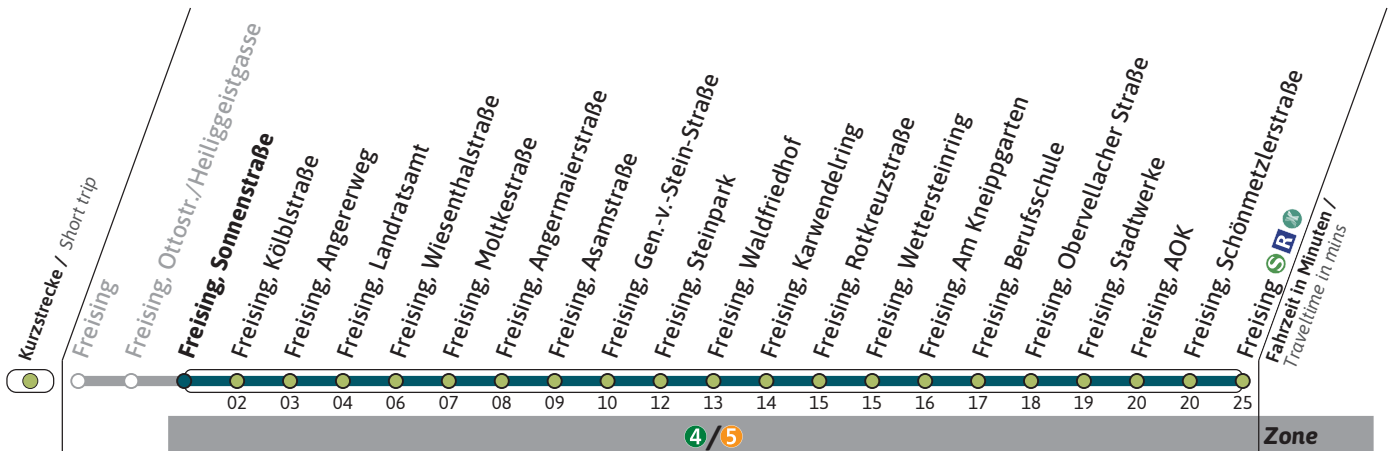 Kurzstrecke / Short trip
Freising
Freising, Ottostr./Heiliggeistgasse
Freising, Sonnenstraße
Freising, Kölblstraße
Freising, Angererweg
Freising, Landratsamt
Freising, Wiesenthalstraße
Freising, Moltkestraße
Freising, Angermaierstraße
Freising, Asamstraße
Freising, Gen.-v.-Stein-Straße
Freising, Steinpark
Freising, Waldfriedhof
Freising, Karwendelring
Freising, Rotkreuzstraße
Freising, Wettersteinring
Freising, Am Kneippgarten
Freising, Berufsschule
Freising, Obervellacher Straße
Freising, Stadtwerke
Freising, AOK
Freising, Schönmetzlerstraße
Freising S R
Fahrzeit in Minuten /
Traveltime in mins
02 03 04 06 07 08 09 10 12 13 14 15 15 16 17 18 19 20 20 25
4/5 Zone